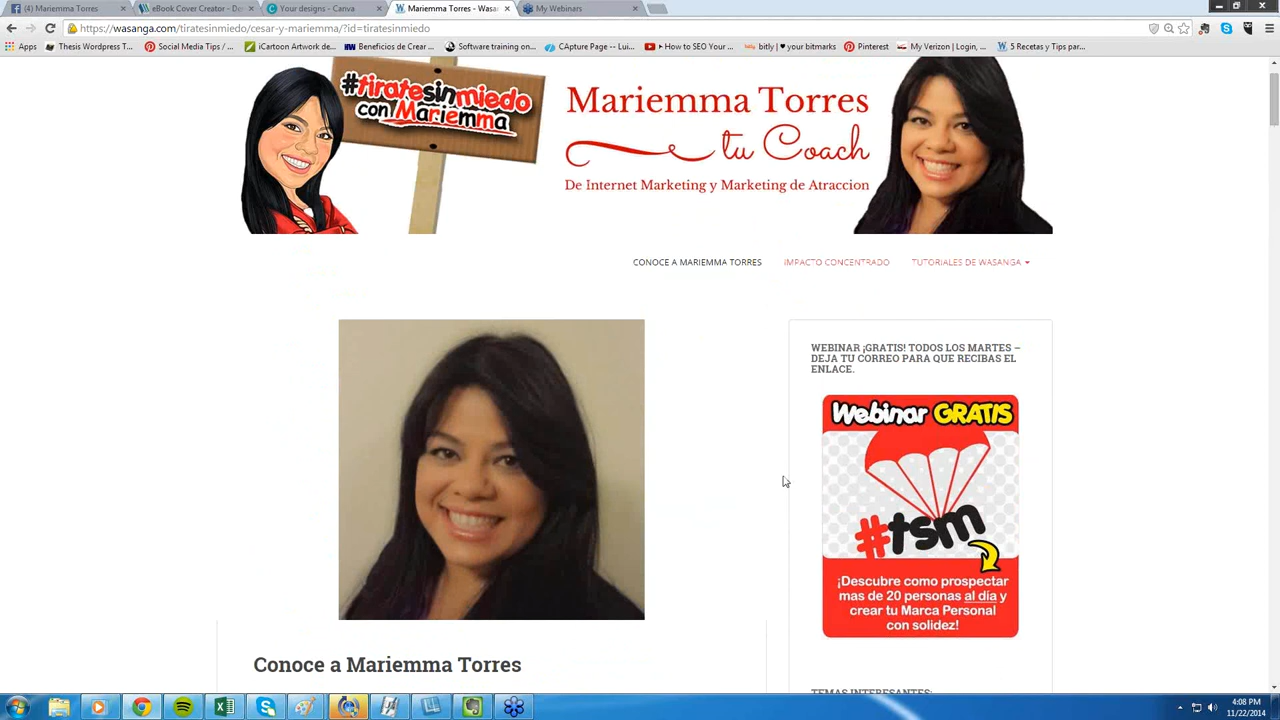 (4) Mariemma Torres
eBook Cover Creator - De
Your designs - Canva
Mariemma Torres - Wasa
My Webinars
https://wasanga.com/tiratesinmiedo/cesar-y-mariemma/?id=tiratesinmiedo
Apps
Thesis Wordpress T...
Social Media Tips / ...
iCartoon Artwork de...
Beneficios de Crear ...
Software training on...
CApture Page -- Lui...
How to SEO Your ...
bitly | ♥ your bitmarks
Pinterest
My Verizon | Login, ...
5 Recetas y Tips par...
#tiratesinmiedo
con Mariemma
Mariemma Torres
tu Coach
De Internet Marketing y Marketing de Atraccion
CONOCE A MARIEMMA TORRES
IMPACTO CONCENTRADO
TUTORIALES DE WASANGA
WEBINAR ¡GRATIS! TODOS LOS MARTES –
DEJA TU CORREO PARA QUE RECIBAS EL
ENLACE.
Webinar GRATIS
#tsm
¡Descubre como prospectar
mas de 20 personas al día y
crear tu Marca Personal
con solidez!
Conoce a Mariemma Torres
TEMAS INTERESANTES:
4:08 PM
11/22/2014